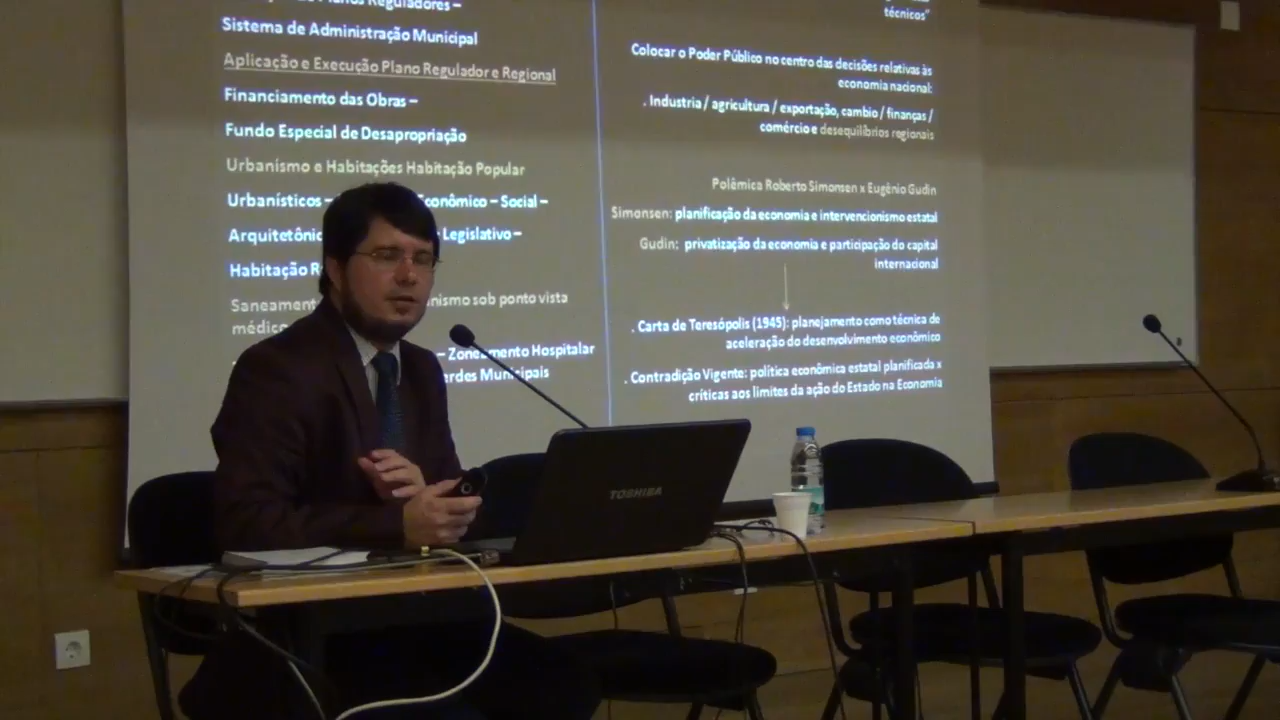 Planos Reguladores –
Sistema de Administração Municipal
Aplicação e Execução Plano Regulador e Regional
Financiamento das Obras –
Fundo Especial de Desapropriação
Urbanismo e Habitações Habitação Popular
Urbanísticos – Econômico – Social –
Legislativo –
Habitação
sob ponto vista
– Zoneamento Hospitalar
Municipais
técnicos"
Colocar o Poder Público no centro das decisões relativas às
economia nacional:
. Industria / agricultura / exportação, cambio / finanças /
comércio e desequilíbrios regionais
Polêmica Roberto Simonsen x Eugênio Gudin
Simonsen: planificação da economia e intervencionismo estatal
Gudin: privatização da economia e participação do capital
internacional
. Carta de Teresópolis (1945): planejamento como técnica de
aceleração do desenvolvimento econômico
. Contradição Vigente: política econômica estatal planificada x
críticas aos limites da ação do Estado na Economia
TOSHIBA